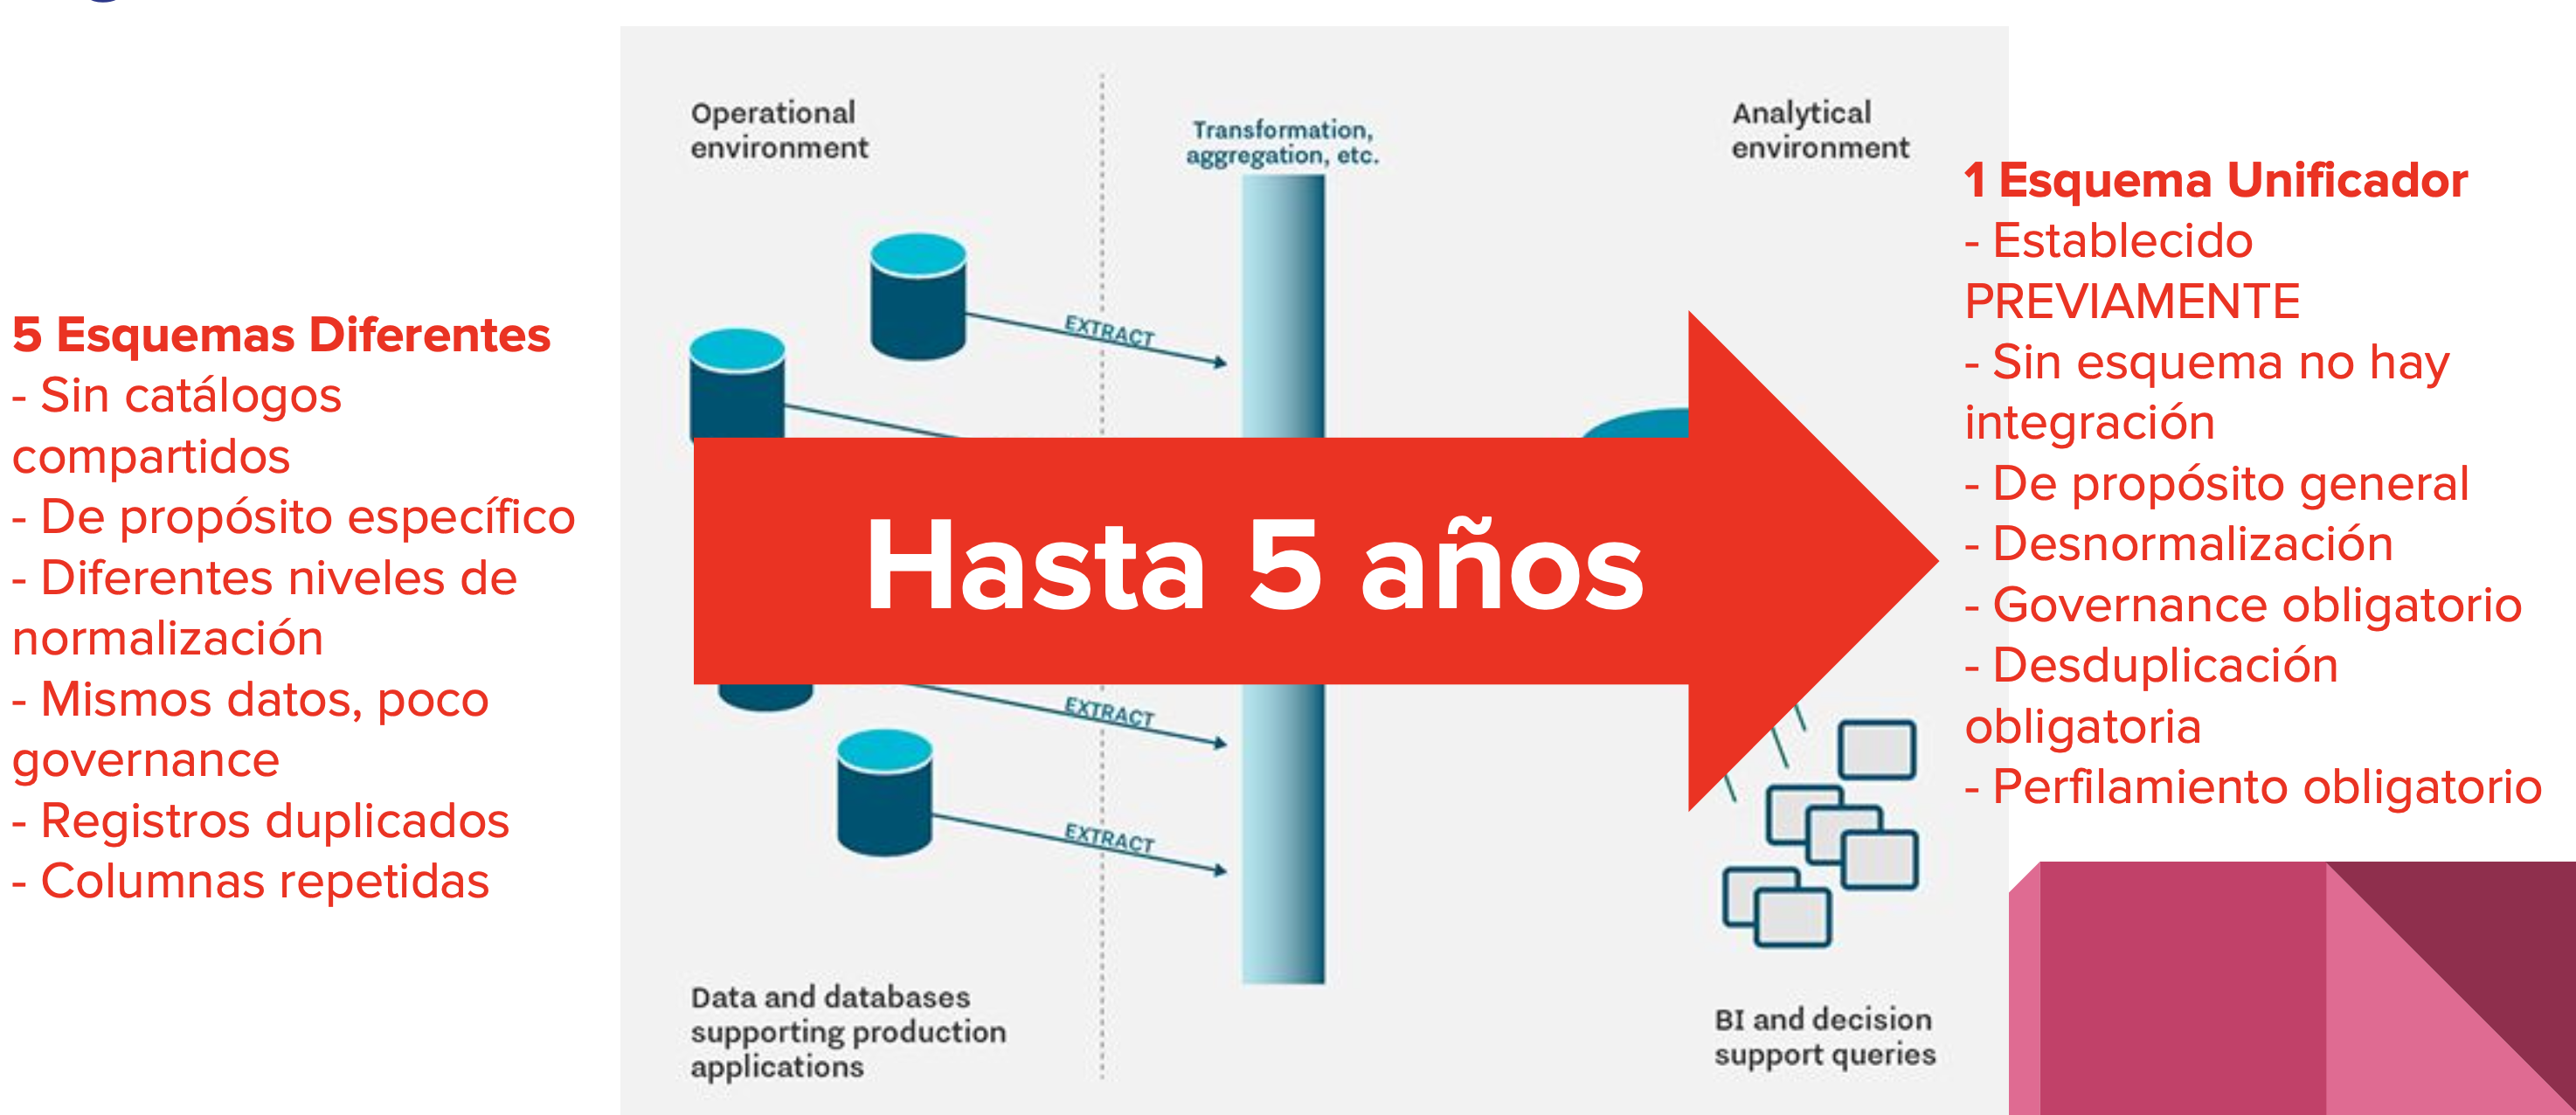 5 Esquemas Diferentes
- Sin catálogos
compartidos
- De propósito específico
- Diferentes niveles de
normalización
- Mismos datos, poco
governance
- Registros duplicados
- Columnas repetidas
Operational
environment
Transformation,
aggregation, etc.
Analytical
environment
EXTRACT
Hasta 5 años
EXTRACT
EXTRACT
Data and databases
supporting production
applications
BI and decision
support queries
1 Esquema Unificador
- Establecido
PREVIAMENTE
- Sin esquema no hay
integración
- De propósito general
- Desnormalización
- Governance obligatorio
- Desduplicación
obligatoria
- Perfilamiento obligatorio